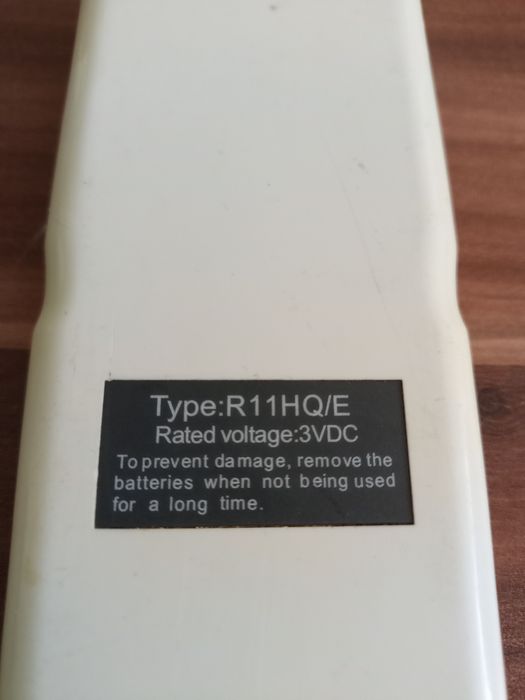 Type:R11HQ/E
Rated voltage:3VDC
To prevent damage, remove the
batteries when not being used
for a long time.